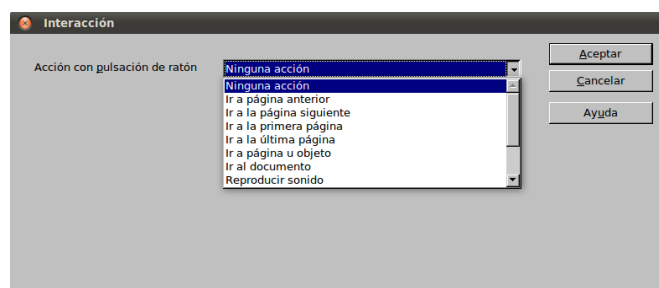 Interacción
Acción con pulsación de ratón
Ninguna acción
Ninguna acción
Ir a página anterior
Ir a la página siguiente
Ir a la primera página
Ir a la última página
Ir a página u objeto
Ir al documento
Reproducir sonido
Aceptar
Cancelar
Ayuda